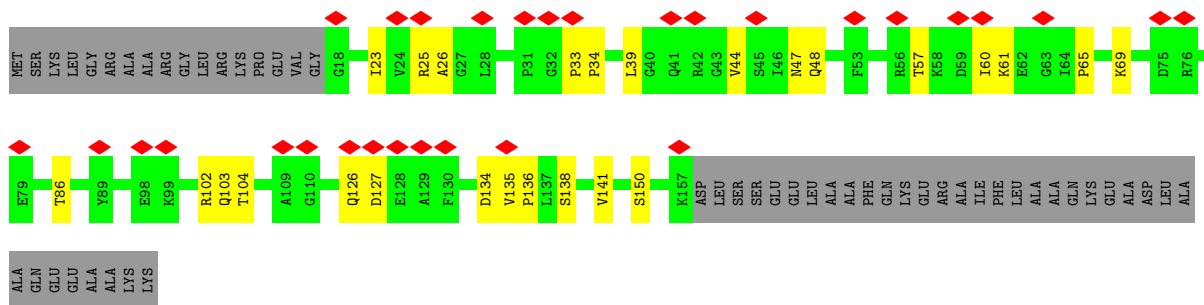 MET SER LYS LEU GLY ARG ALA ALA ARG GLY LEU ARG LYS PRO GLU VAL GLY G18 I23 V24 R25 A26 G27 L28 P31 G32 P33 P34 L39 G40 Q41 R42 G43 V44 S45 I46 N47 Q48 F53 R56 T57 K58 D59 I60 K61 E62 G63 I64 P65 K69 D75 R76
E79 T86 Y89 E98 K99 R102 Q103 T104 A109 G110 Q126 D127 E128 A129 F130 D134 V135 P136 L137 S138 V141 S150 K157 ASP LEU SER SER GLU GLU LEU ALA ALA PHE GLN LYS GLU ARG ALA ILE PHE LEU ALA ALA GLN LYS GLU ALA ASP LEU ALA
ALA GLN GLU GLU ALA ALA LYS LYS